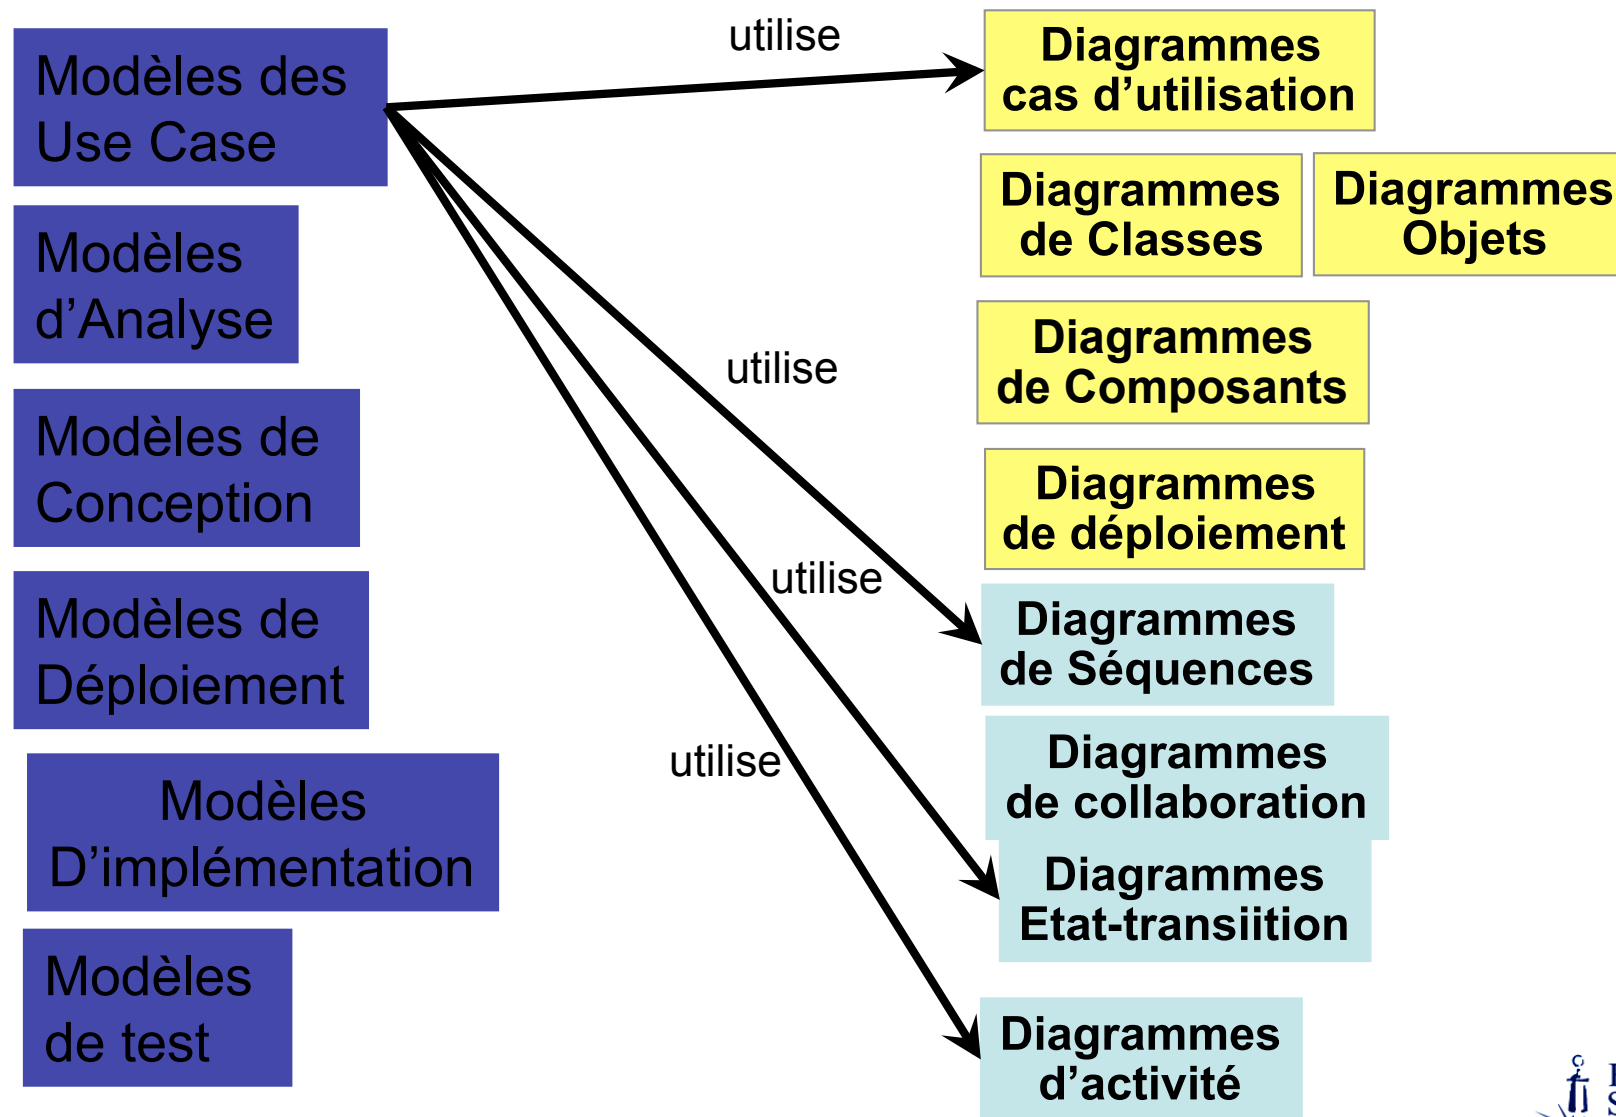 Modèles des
Use Case
Modèles
d’Analyse
Modèles de
Conception
Modèles de
Déploiement
Modèles
D’implémentation
Modèles
de test
utilise
utilise
utilise
utilise
Diagrammes
cas d’utilisation
Diagrammes
de Classes
Diagrammes
Objets
Diagrammes
de Composants
Diagrammes
de déploiement
Diagrammes
de Séquences
Diagrammes
de collaboration
Diagrammes
Etat-transiition
Diagrammes
d’activité